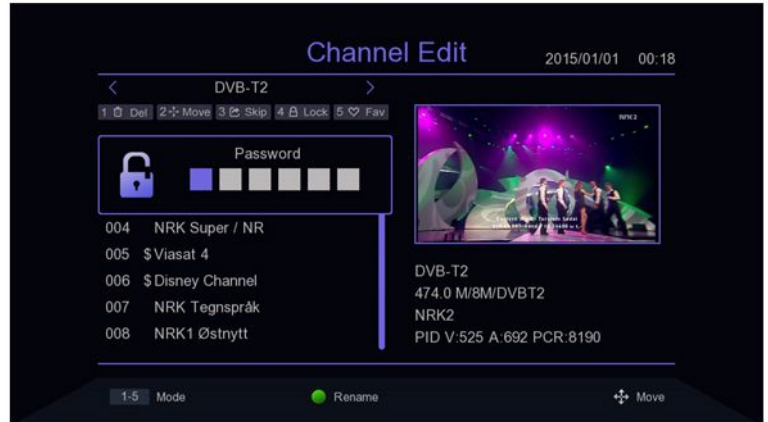 Channel Edit
2015/01/01 00:18
DVB-T2
1 Del 2 Move 3 Skip 4 Lock 5 Fav
Password
004 NRK Super / NR
005 $ Viasat 4
006 $ Disney Channel
007 NRK Tegnspråk
008 NRK1 Østnytt
NRK2
DVB-T2
474.0 M/8M/DVBT2
NRK2
PID V:525 A:692 PCR:8190
1-5 Mode
Rename
Move